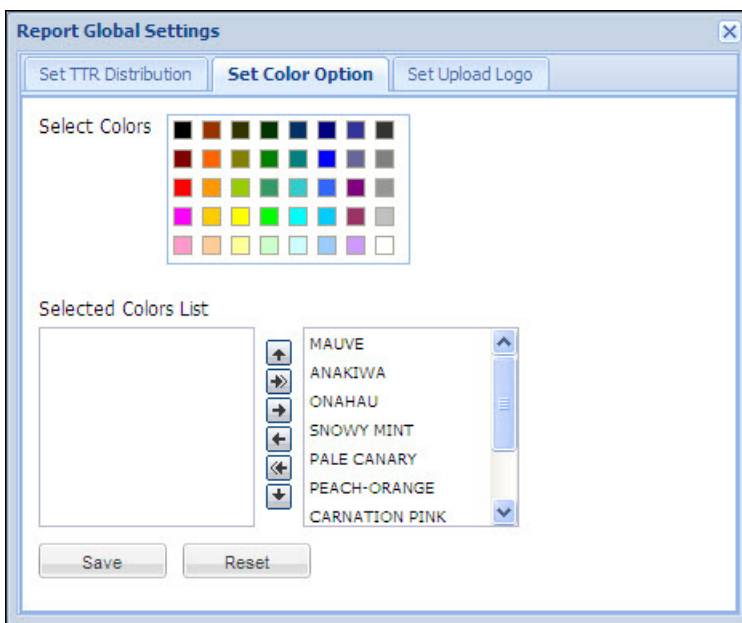 Report Global Settings
Set TTR Distribution
Set Color Option
Set Upload Logo
Select Colors
Selected Colors List
MAUVE
ANAKIWA
ONAHAU
SNOWY MINT
PALE CANARY
PEACH-ORANGE
CARNATION PINK
Save
Reset